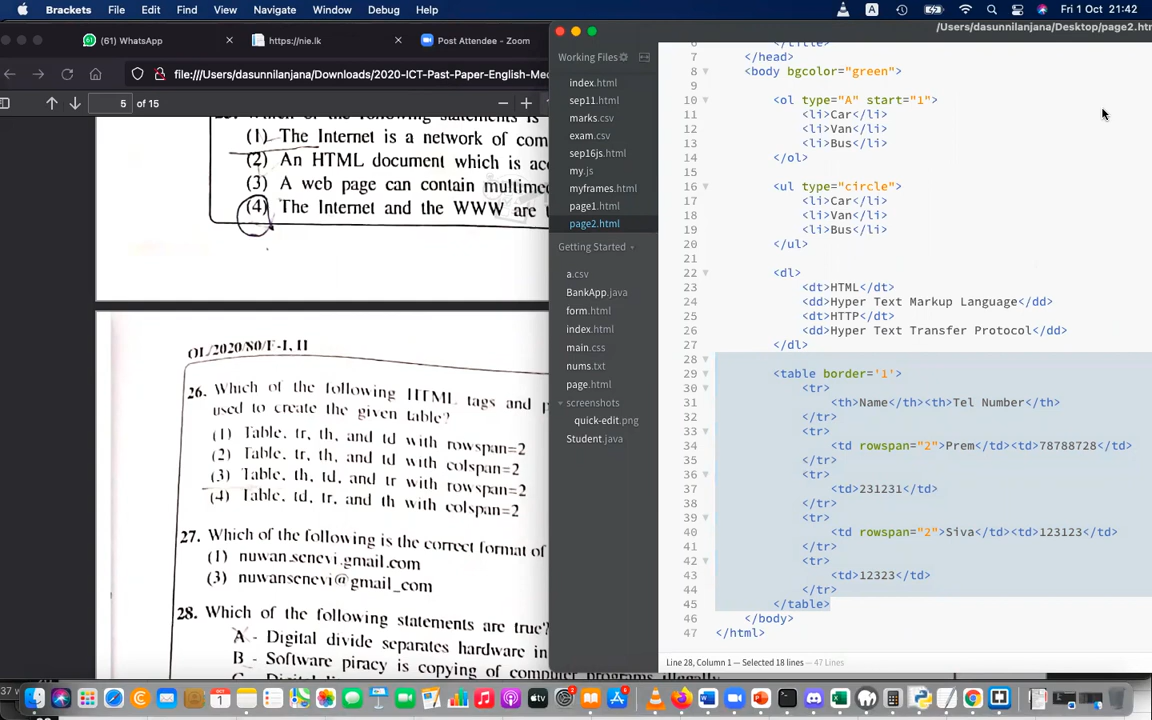 Brackets File Edit Find View Navigate Window Debug Help Fri 1 Oct 21:42
(61) WhatsApp
https://nie.lk
Post Attendee - Zoom
file:///Users/dasunnilanjana/Downloads/2020-ICT-Past-Paper-English-Med
5 of 15
(1) The Internet is a network of com
(2) An HTML document which is acc
(3) A web page can contain multimed
(4) The Internet and the WWW are
OL/2020/80/E-I, II
26. Which of the following HTML tags and p
used to create the given table?
(1) Table, tr, th, and td with rowspan=2
(2) Table, tr, th, and td with colspan=2
(3) Table, th, td, and tr with rowspan=2
(4) Table, td, tr, and th with colspan=2
27. Which of the following is the correct format of
(1) nuwan.senevi.gmail.com
(3) nuwansenevi@gmail_com
28. Which of the following statements are true?
A - Digital divide separates hardware in
B - Software piracy is copying of computer programs illegally
/Users/dasunnilanjana/Desktop/page2.htm
Working Files
index.html
sep11.html
marks.csv
exam.csv
sep16js.html
my.js
myframes.html
page1.html
page2.html
Getting Started
a.csv
BankApp.java
form.html
index.html
main.css
nums.txt
page.html
screenshots
quick-edit.png
Student.java
7 </head>
8 <body bgcolor="green">
9
10 <ol type="A" start="1">
11 <li>Car</li>
12 <li>Van</li>
13 <li>Bus</li>
14 </ol>
15
16 <ul type="circle">
17 <li>Car</li>
18 <li>Van</li>
19 <li>Bus</li>
20 </ul>
21
22 <dl>
23 <dt>HTML</dt>
24 <dd>Hyper Text Markup Language</dd>
25 <dt>HTTP</dt>
26 <dd>Hyper Text Transfer Protocol</dd>
27 </dl>
28
29 <table border='1'>
30 <tr>
31 <th>Name</th><th>Tel Number</th>
32 </tr>
33 <tr>
34 <td rowspan="2">Prem</td><td>78788728</td>
35 </tr>
36 <tr>
37 <td>231231</td>
38 </tr>
39 <tr>
40 <td rowspan="2">Siva</td><td>123123</td>
41 </tr>
42 <tr>
43 <td>12323</td>
44 </tr>
45 </table>
46 </body>
47 </html>
Line 28, Column 1 — Selected 18 lines — 47 Lines